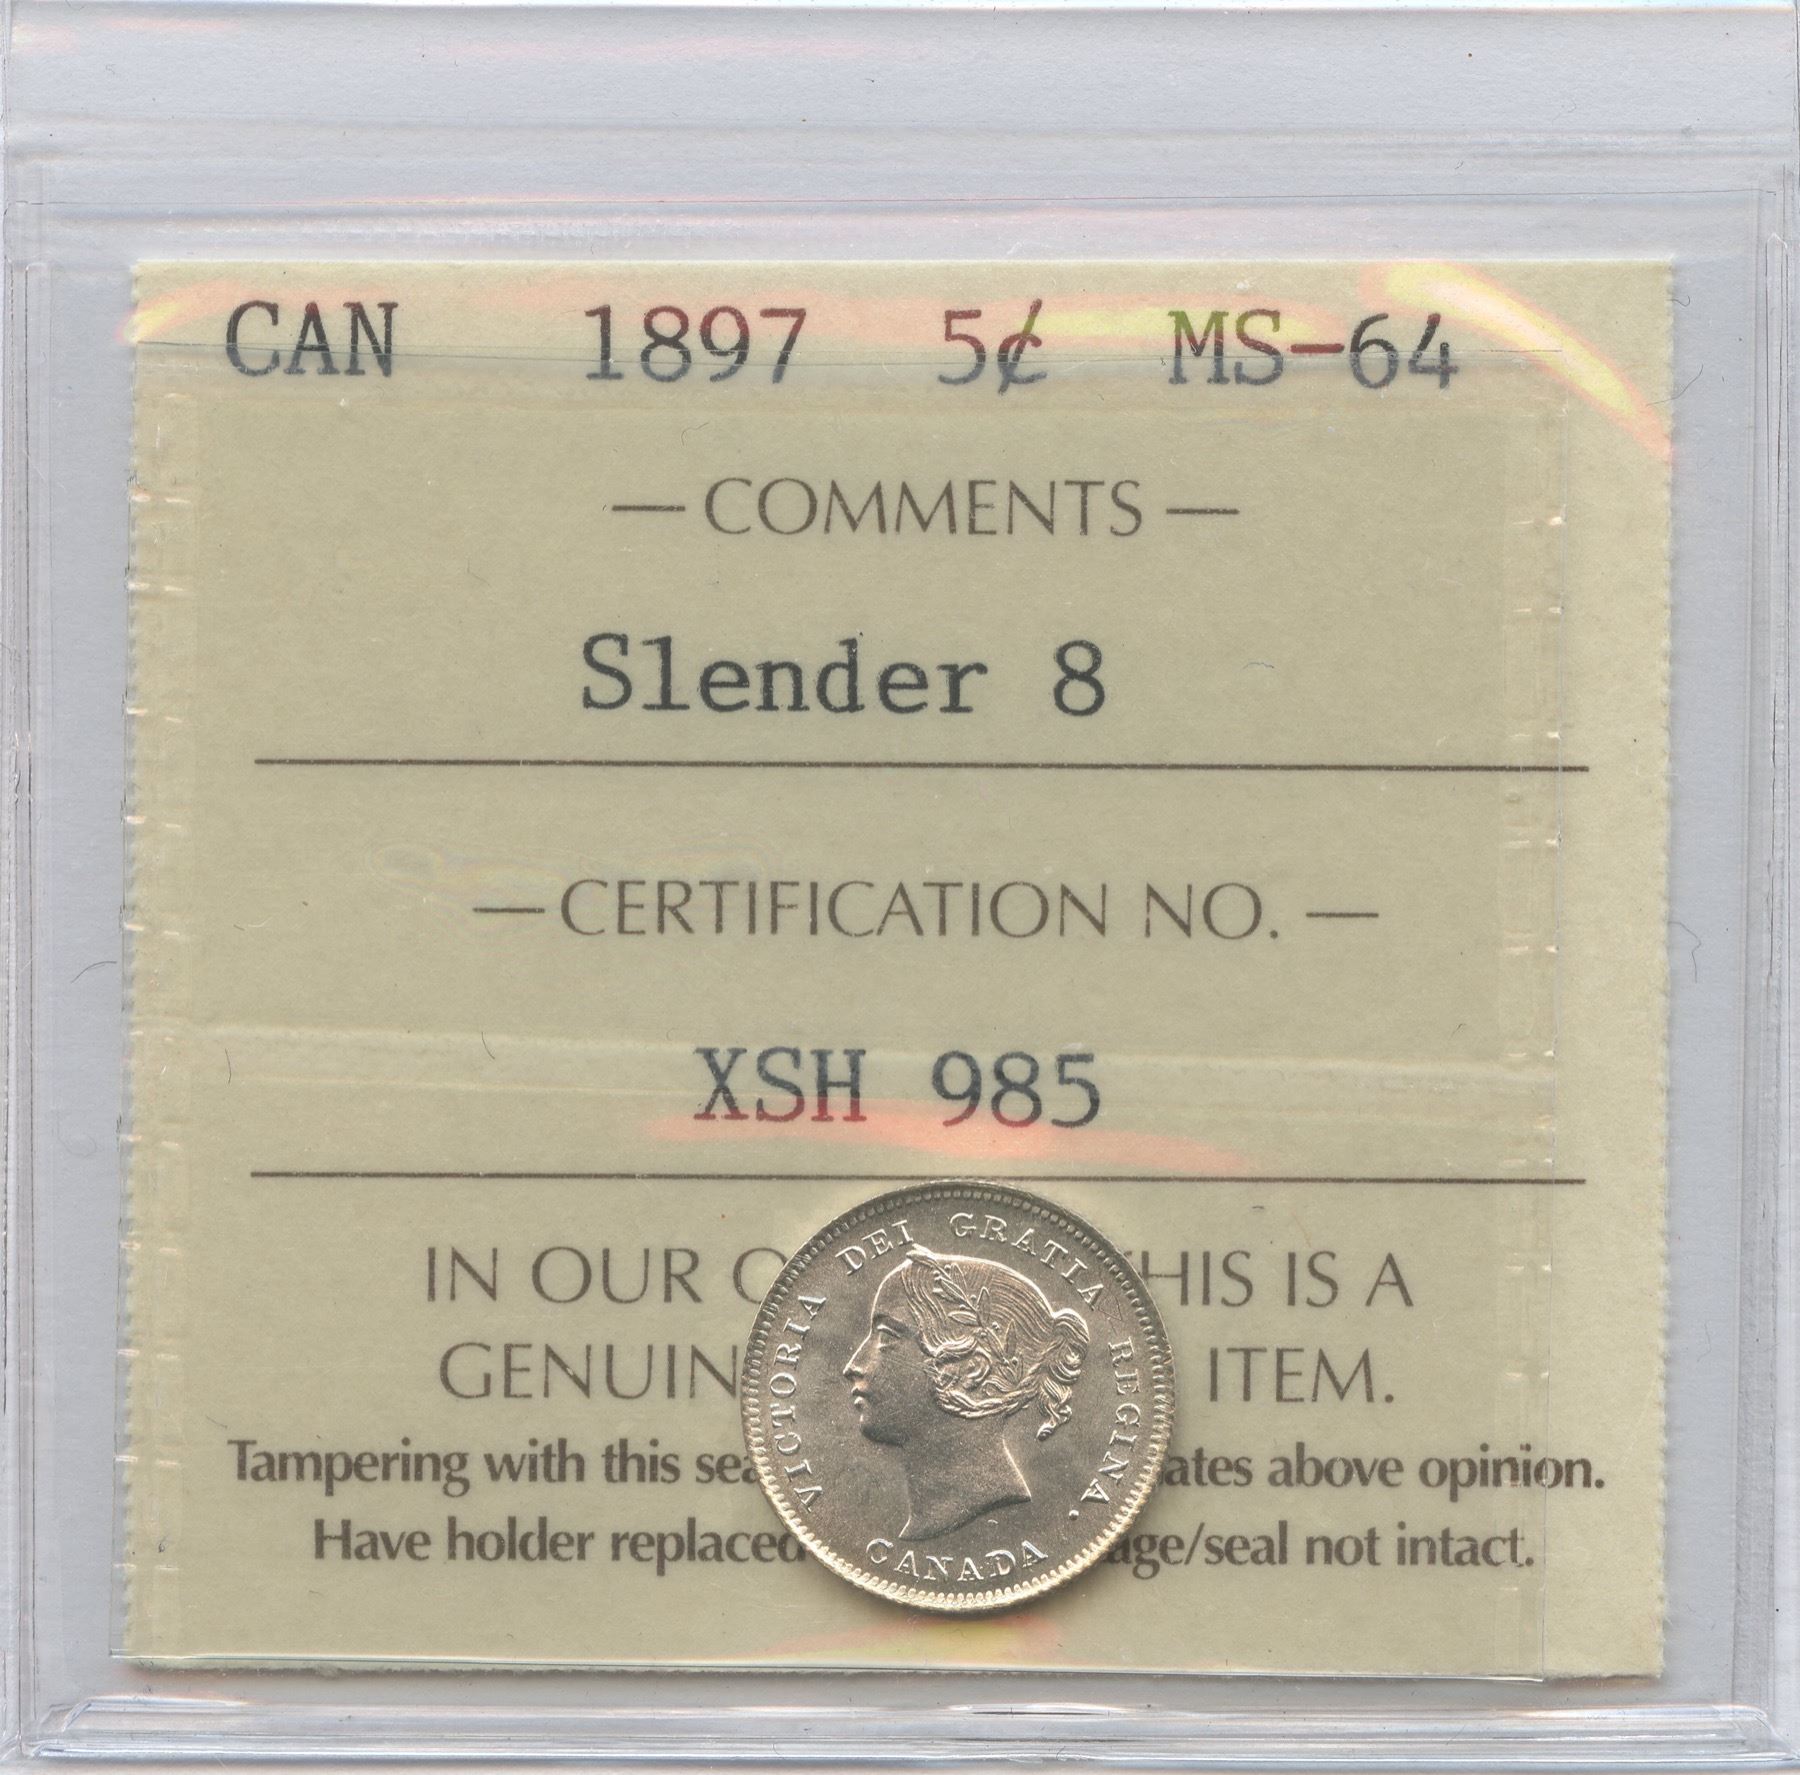 CAN 1897 5¢ MS-64
— COMMENTS —
Slender 8
— CERTIFICATION NO. —
XSH 985
IN OUR O HIS IS A
GENUIN ITEM.
Tampering with this sea ates above opinion.
Have holder replaced age/seal not intact.
VICTORIA DEI GRATIA REGINA.
CANADA